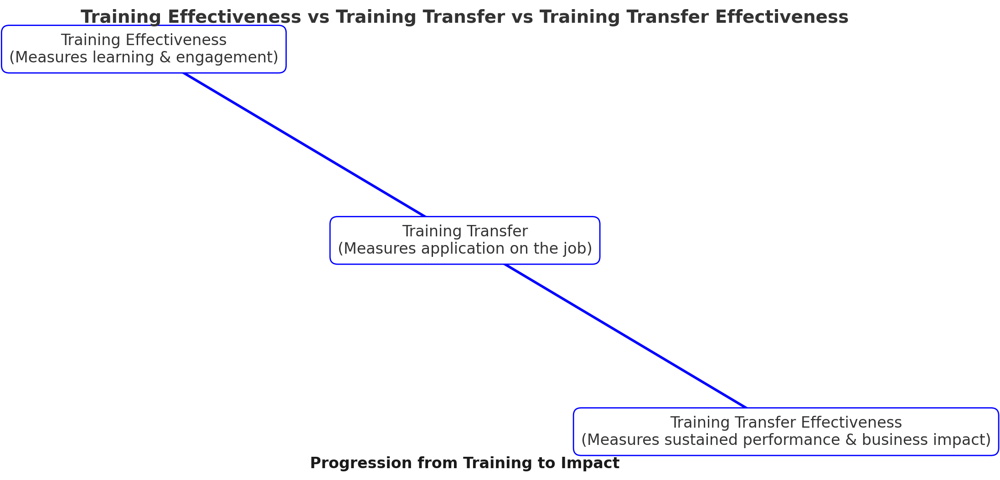 Training Effectiveness vs Training Transfer vs Training Transfer Effectiveness
Training Effectiveness
(Measures learning & engagement)
Training Transfer
(Measures application on the job)
Training Transfer Effectiveness
(Measures sustained performance & business impact)
Progression from Training to Impact